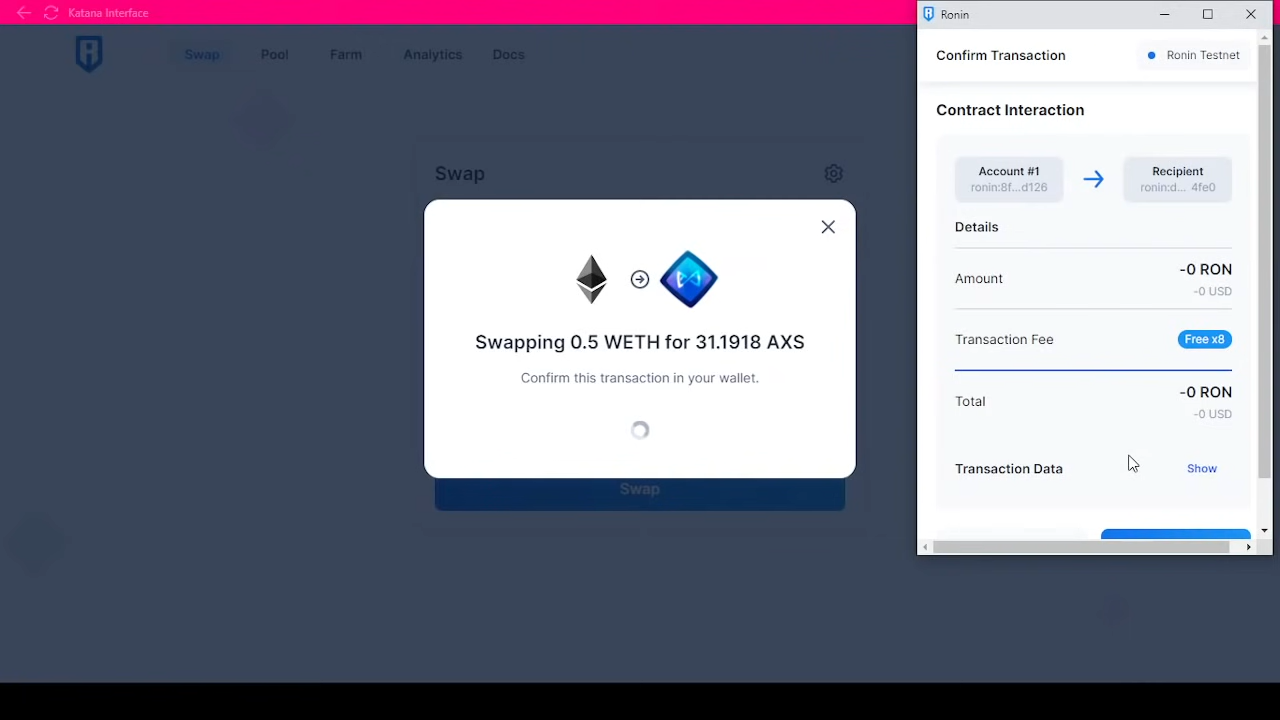 Katana Interface
Swap Pool Farm Analytics Docs
Swap
Swapping 0.5 WETH for 31.1918 AXS
Confirm this transaction in your wallet.
Swap
Ronin
Confirm Transaction
Ronin Testnet
Contract Interaction
Account #1
ronin:8f...d126
Recipient
ronin:d... 4fe0
Details
Amount
-0 RON
-0 USD
Transaction Fee
Free x8
Total
-0 RON
-0 USD
Transaction Data
Show